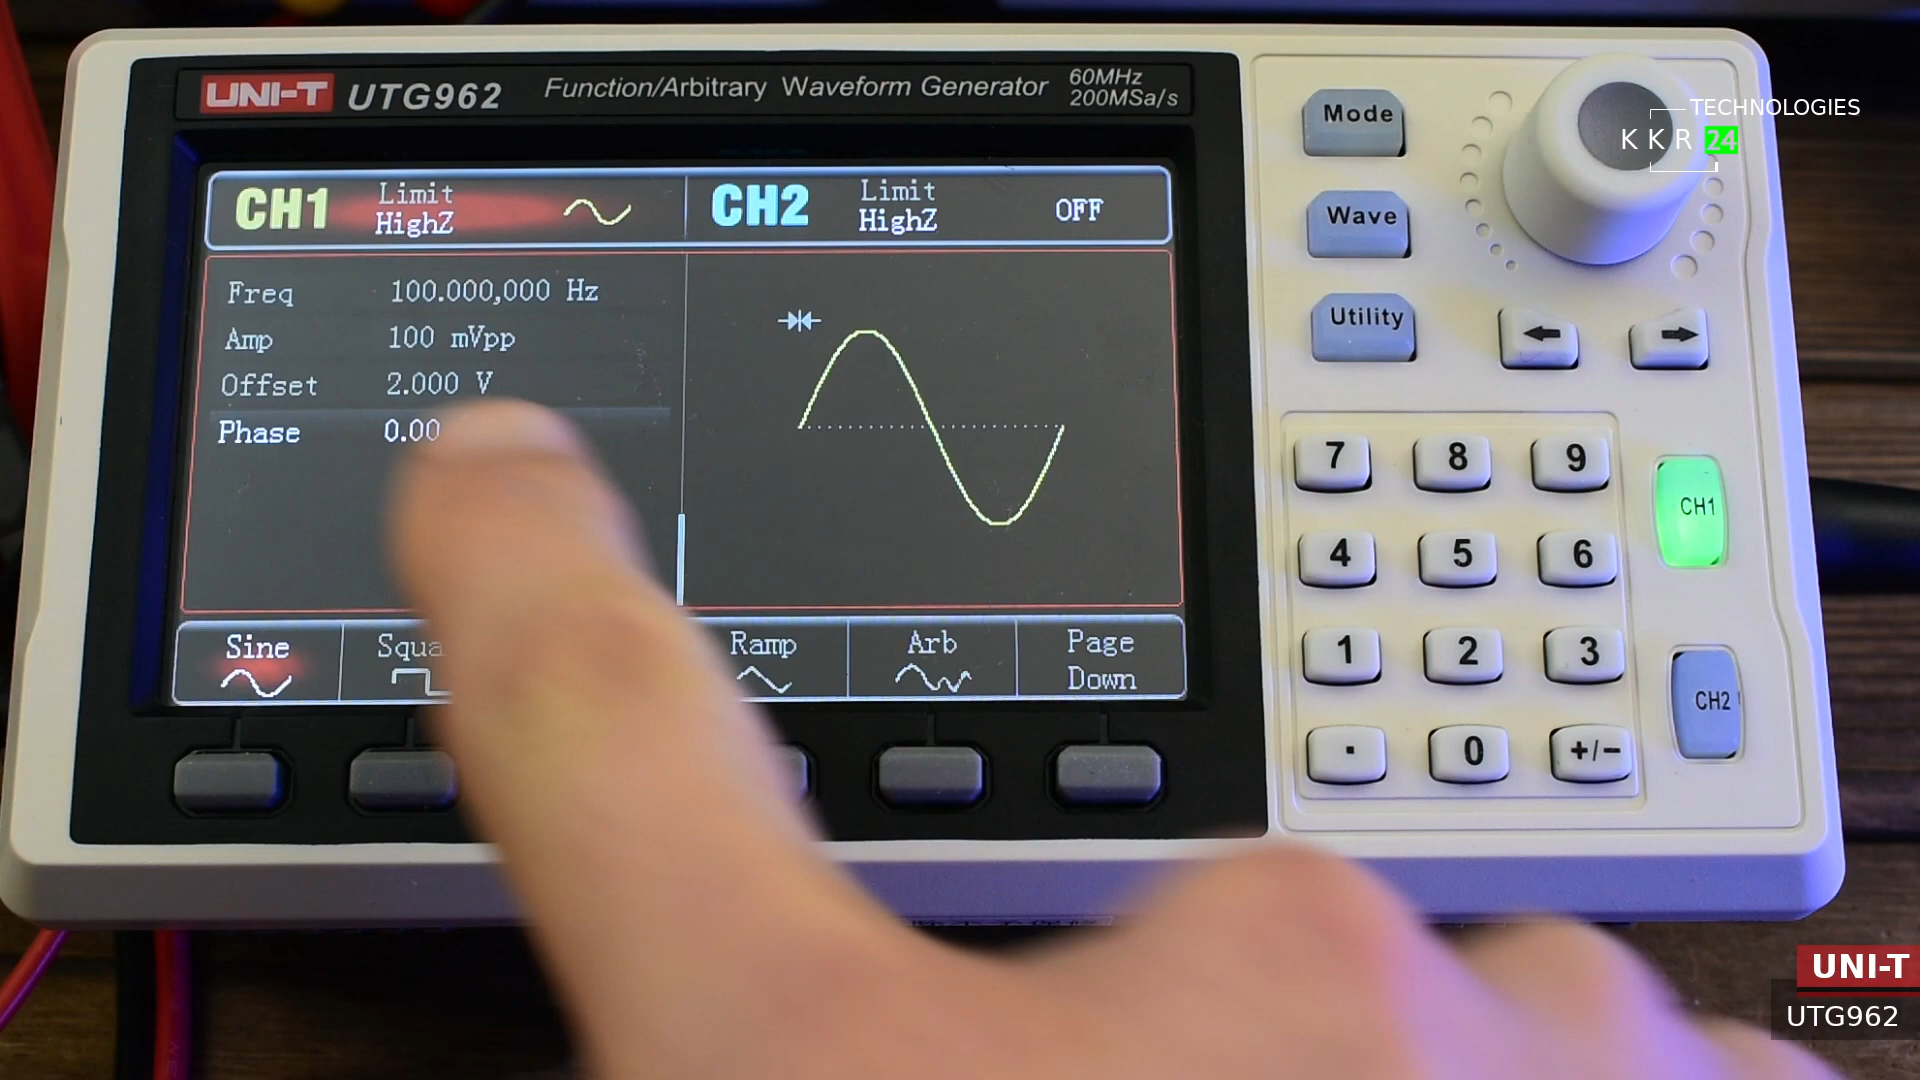 UNI-T UTG962 Function/Arbitrary Waveform Generator 60MHz
200MSa/s
TECHNOLOGIES
KKR 24
CH1 Limit
HighZ
CH2 Limit
HighZ
OFF
Freq 100.000,000 Hz
Amp 100 mVpp
Offset 2.000 V
Phase 0.00
Sine
Squa
Ramp
Arb
Page
Down
Mode
Wave
Utility
7 8 9
4 5 6
1 2 3
. 0 +/-
CH1
CH2
UNI-T
UTG962